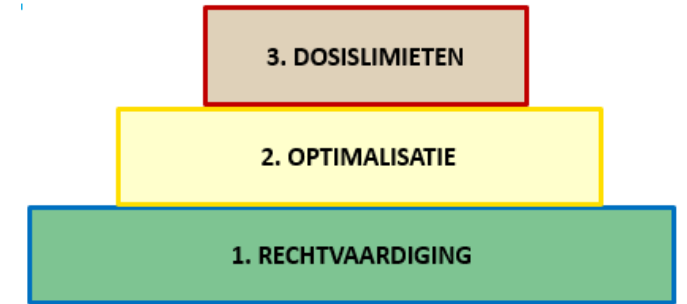 3. DOSISLIMIETEN
2. OPTIMALISATIE
1. RECHTVAARDIGING